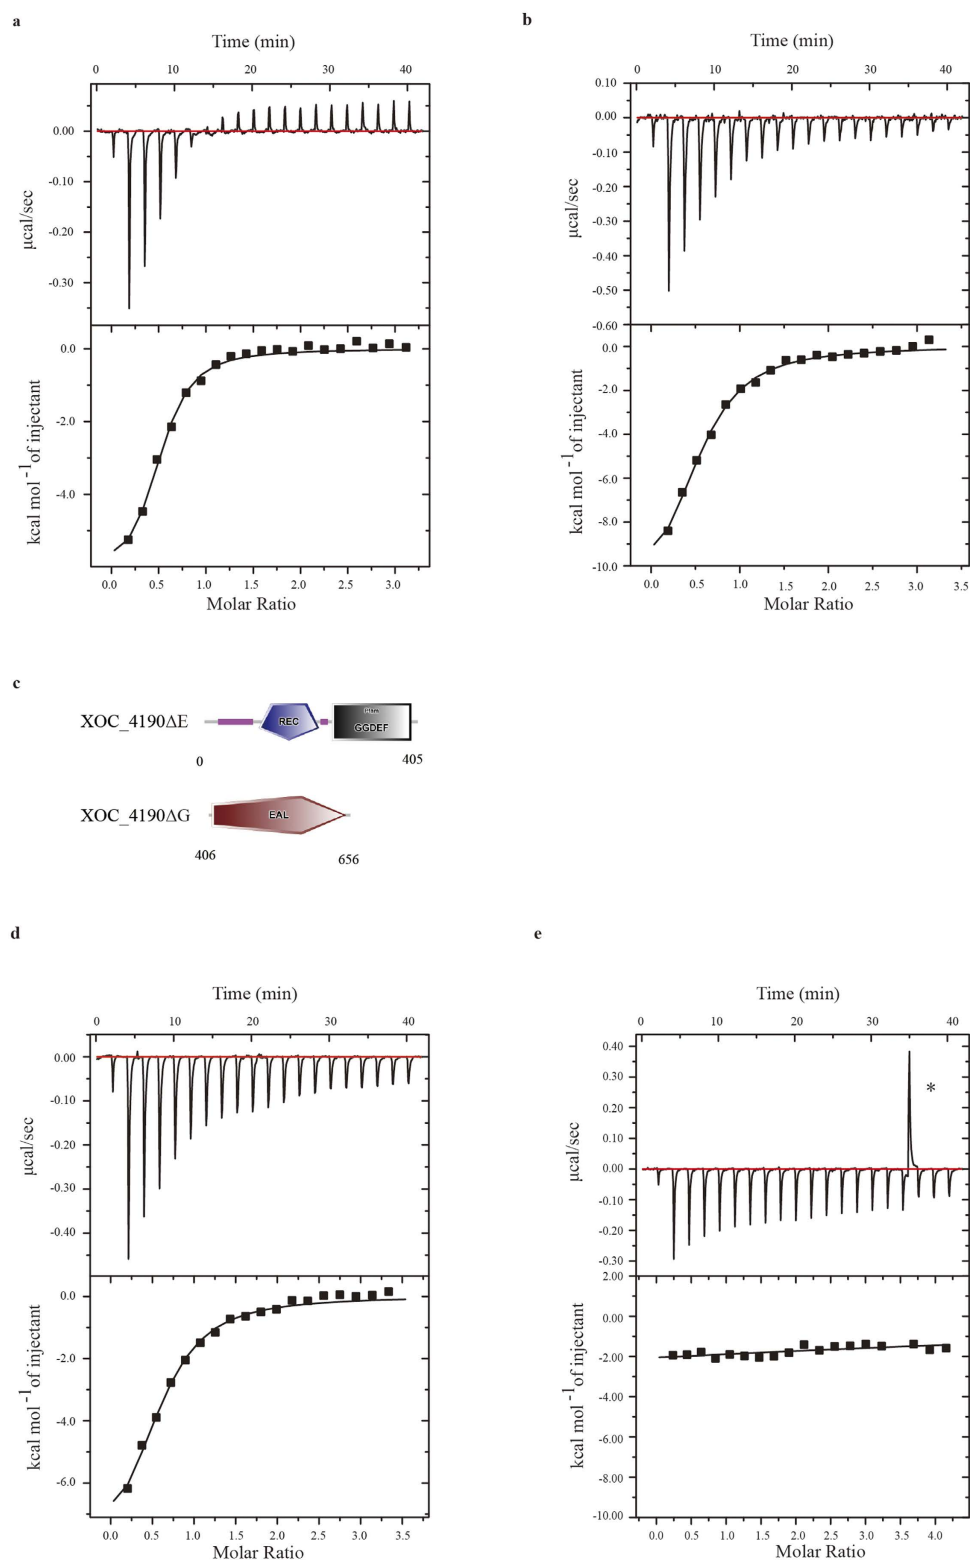 a
Time (min)
0 10 20 30 40
0.00
-0.10
-0.20
-0.30
µcal/sec
0.0
-2.0
-4.0
kcal mol⁻¹of injectant
0.0 0.5 1.0 1.5 2.0 2.5 3.0
Molar Ratio
b
Time (min)
0 10 20 30 40
0.10
0.00
-0.10
-0.20
-0.30
-0.40
-0.50
-0.60
µcal/sec
0.0
-2.0
-4.0
-6.0
-8.0
-10.0
kcal mol⁻¹of injectant
0.0 0.5 1.0 1.5 2.0 2.5 3.0 3.5
Molar Ratio
c
XOC_4190ΔE
REC
GGDEF
0 405
XOC_4190ΔG
EAL
406 656
d
Time (min)
0 10 20 30 40
0.00
-0.10
-0.20
-0.30
-0.40
µcal/sec
0.0
-2.0
-4.0
-6.0
kcal mol⁻¹of injectant
0.0 0.5 1.0 1.5 2.0 2.5 3.0 3.5
Molar Ratio
e
Time (min)
0 10 20 30 40
0.40
0.30
0.20
0.10
0.00
-0.10
-0.20
-0.30
*
µcal/sec
2.00
0.00
-2.00
-4.00
-6.00
-8.00
-10.00
kcal mol⁻¹of injectant
0.0 0.5 1.0 1.5 2.0 2.5 3.0 3.5 4.0
Molar Ratio